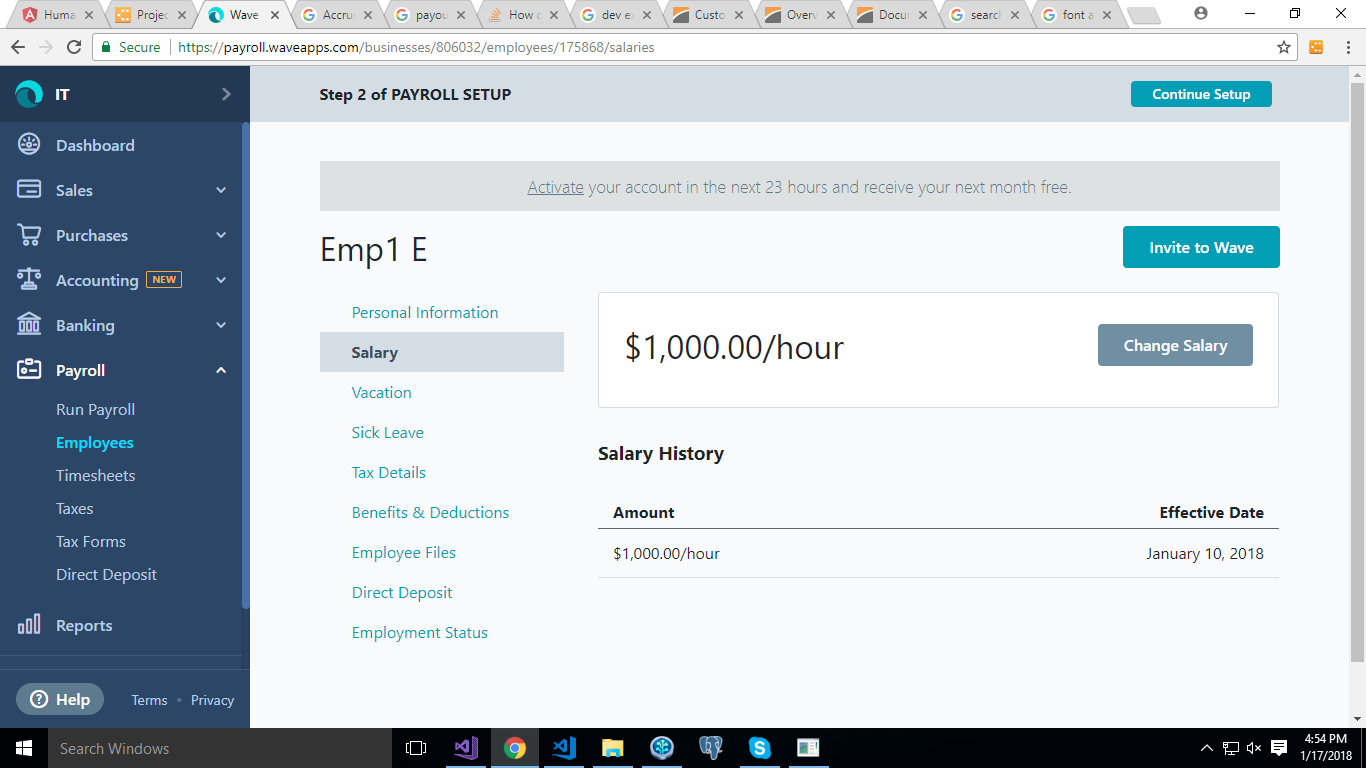 Huma
Projec
Wave
Accru
payou
How c
dev ex
Custo
Overv
Docur
search
font a
Secure
https://payroll.waveapps.com/businesses/806032/employees/175868/salaries
IT
Step 2 of PAYROLL SETUP
Continue Setup
Dashboard
Sales
Purchases
Accounting NEW
Banking
Payroll
Run Payroll
Employees
Timesheets
Taxes
Tax Forms
Direct Deposit
Reports
Help
Terms • Privacy
Activate your account in the next 23 hours and receive your next month free.
Emp1 E
Invite to Wave
Personal Information
Salary
Vacation
Sick Leave
Tax Details
Benefits & Deductions
Employee Files
Direct Deposit
Employment Status
$1,000.00/hour
Change Salary
Salary History
Amount Effective Date
$1,000.00/hour January 10, 2018
Search Windows
4:54 PM
1/17/2018